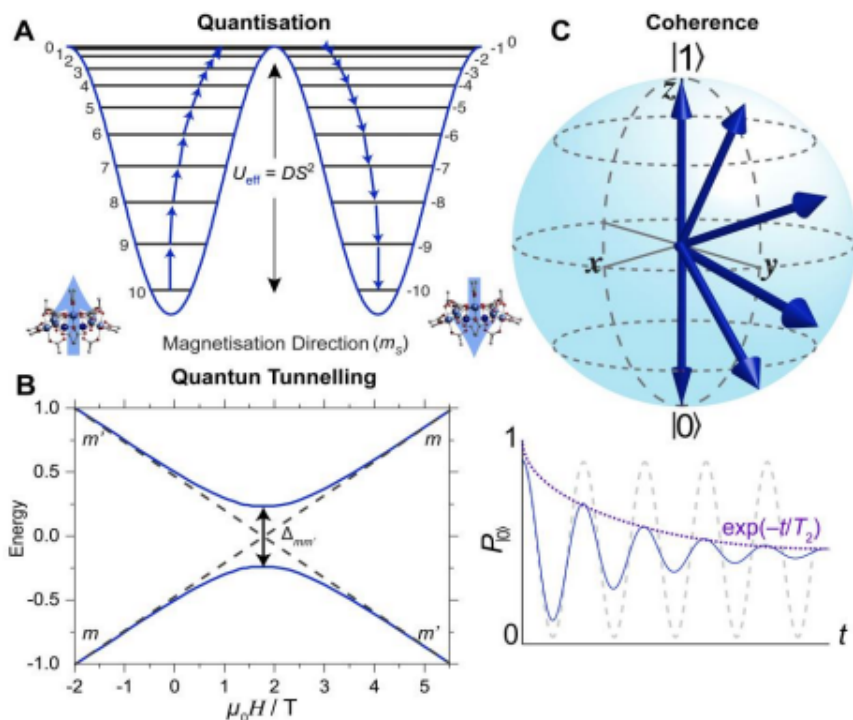 A
Quantisation
0
1
2
3
4
5
6
7
8
9
10
0
-1
-2
-3
-4
-5
-6
-7
-8
-9
-10
U_eff = DS²
Magnetisation Direction (m_S)
B
Quantun Tunnelling
1.0
0.5
0.0
-0.5
-1.0
Energy
m'
m
Δ_mm'
m
m'
-2
0
2
4
5
μ₀H / T
C
Coherence
|1⟩
z
x
y
|0⟩
1
P_|0⟩
0
exp(–t/T₂)
t